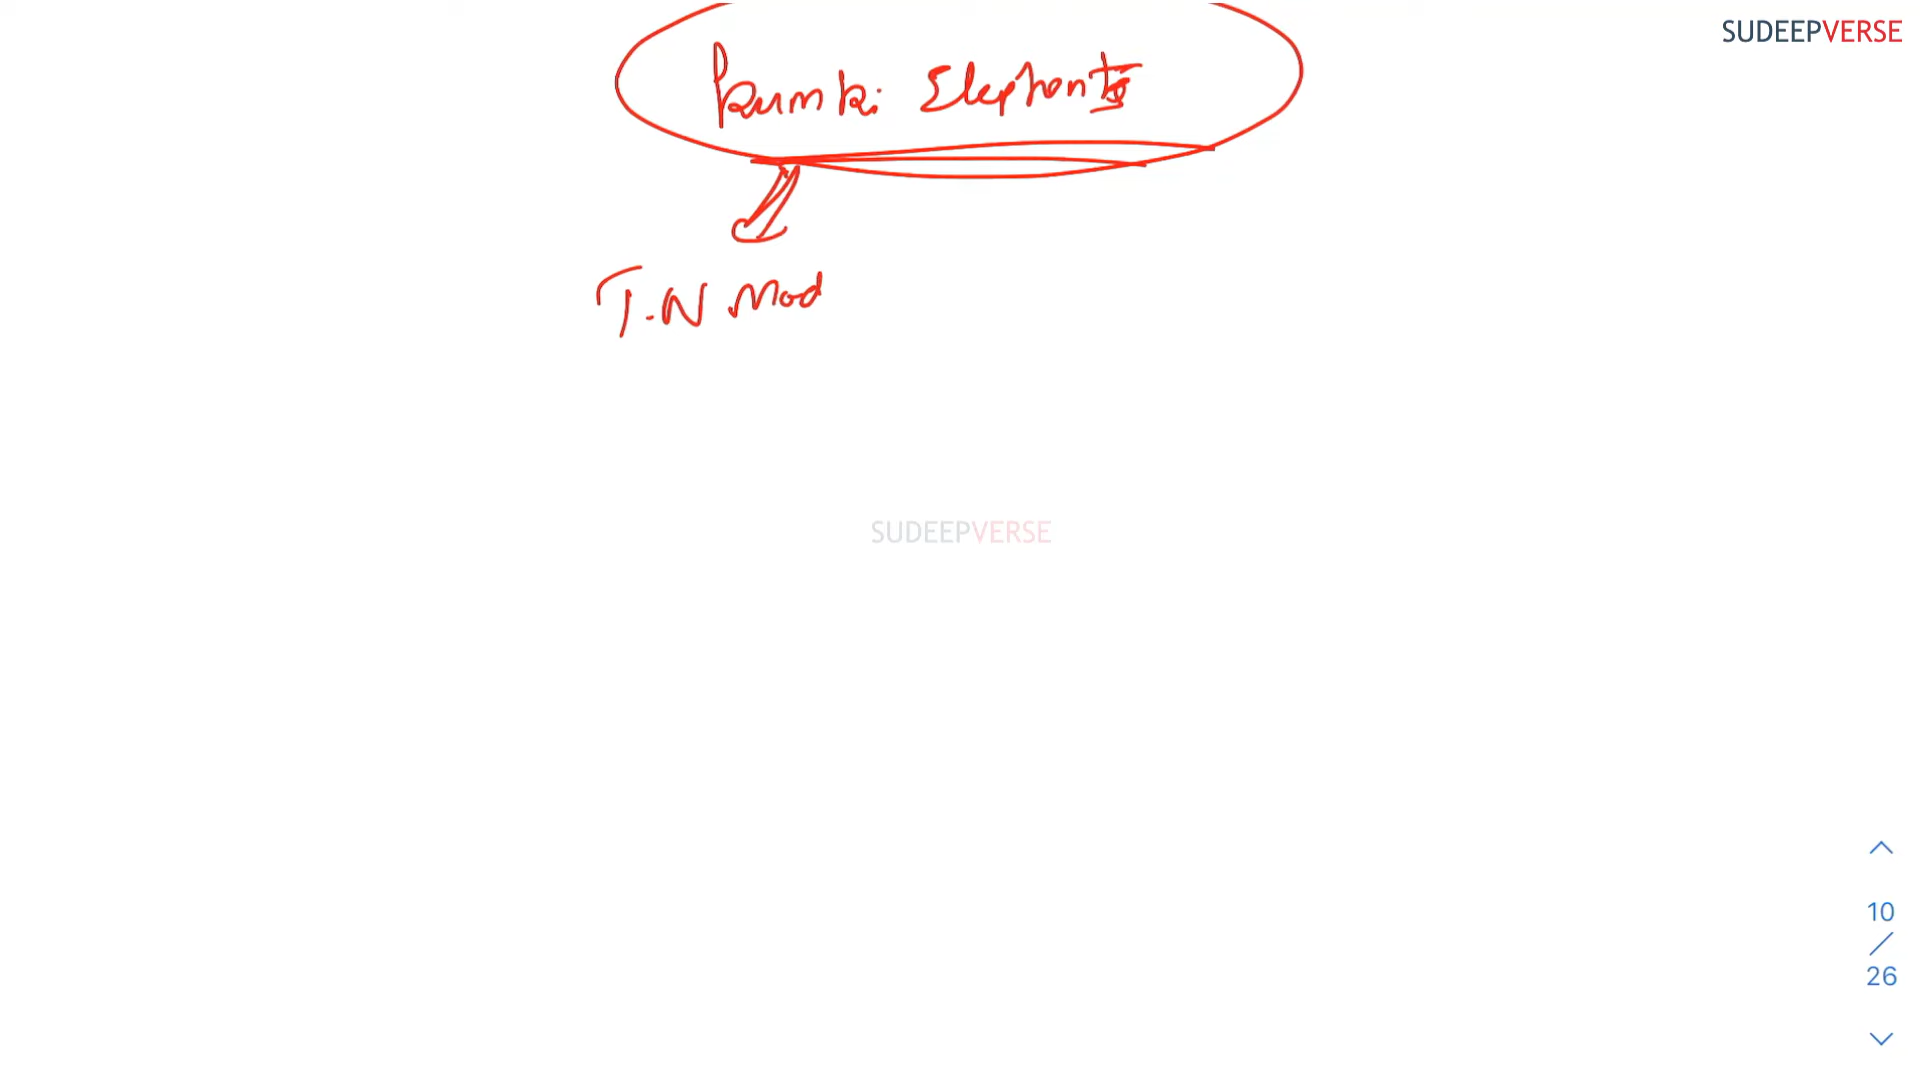 SUDEEPVERSE
Kumki Elephants
T.N Mod
SUDEEPVERSE
10
/
26